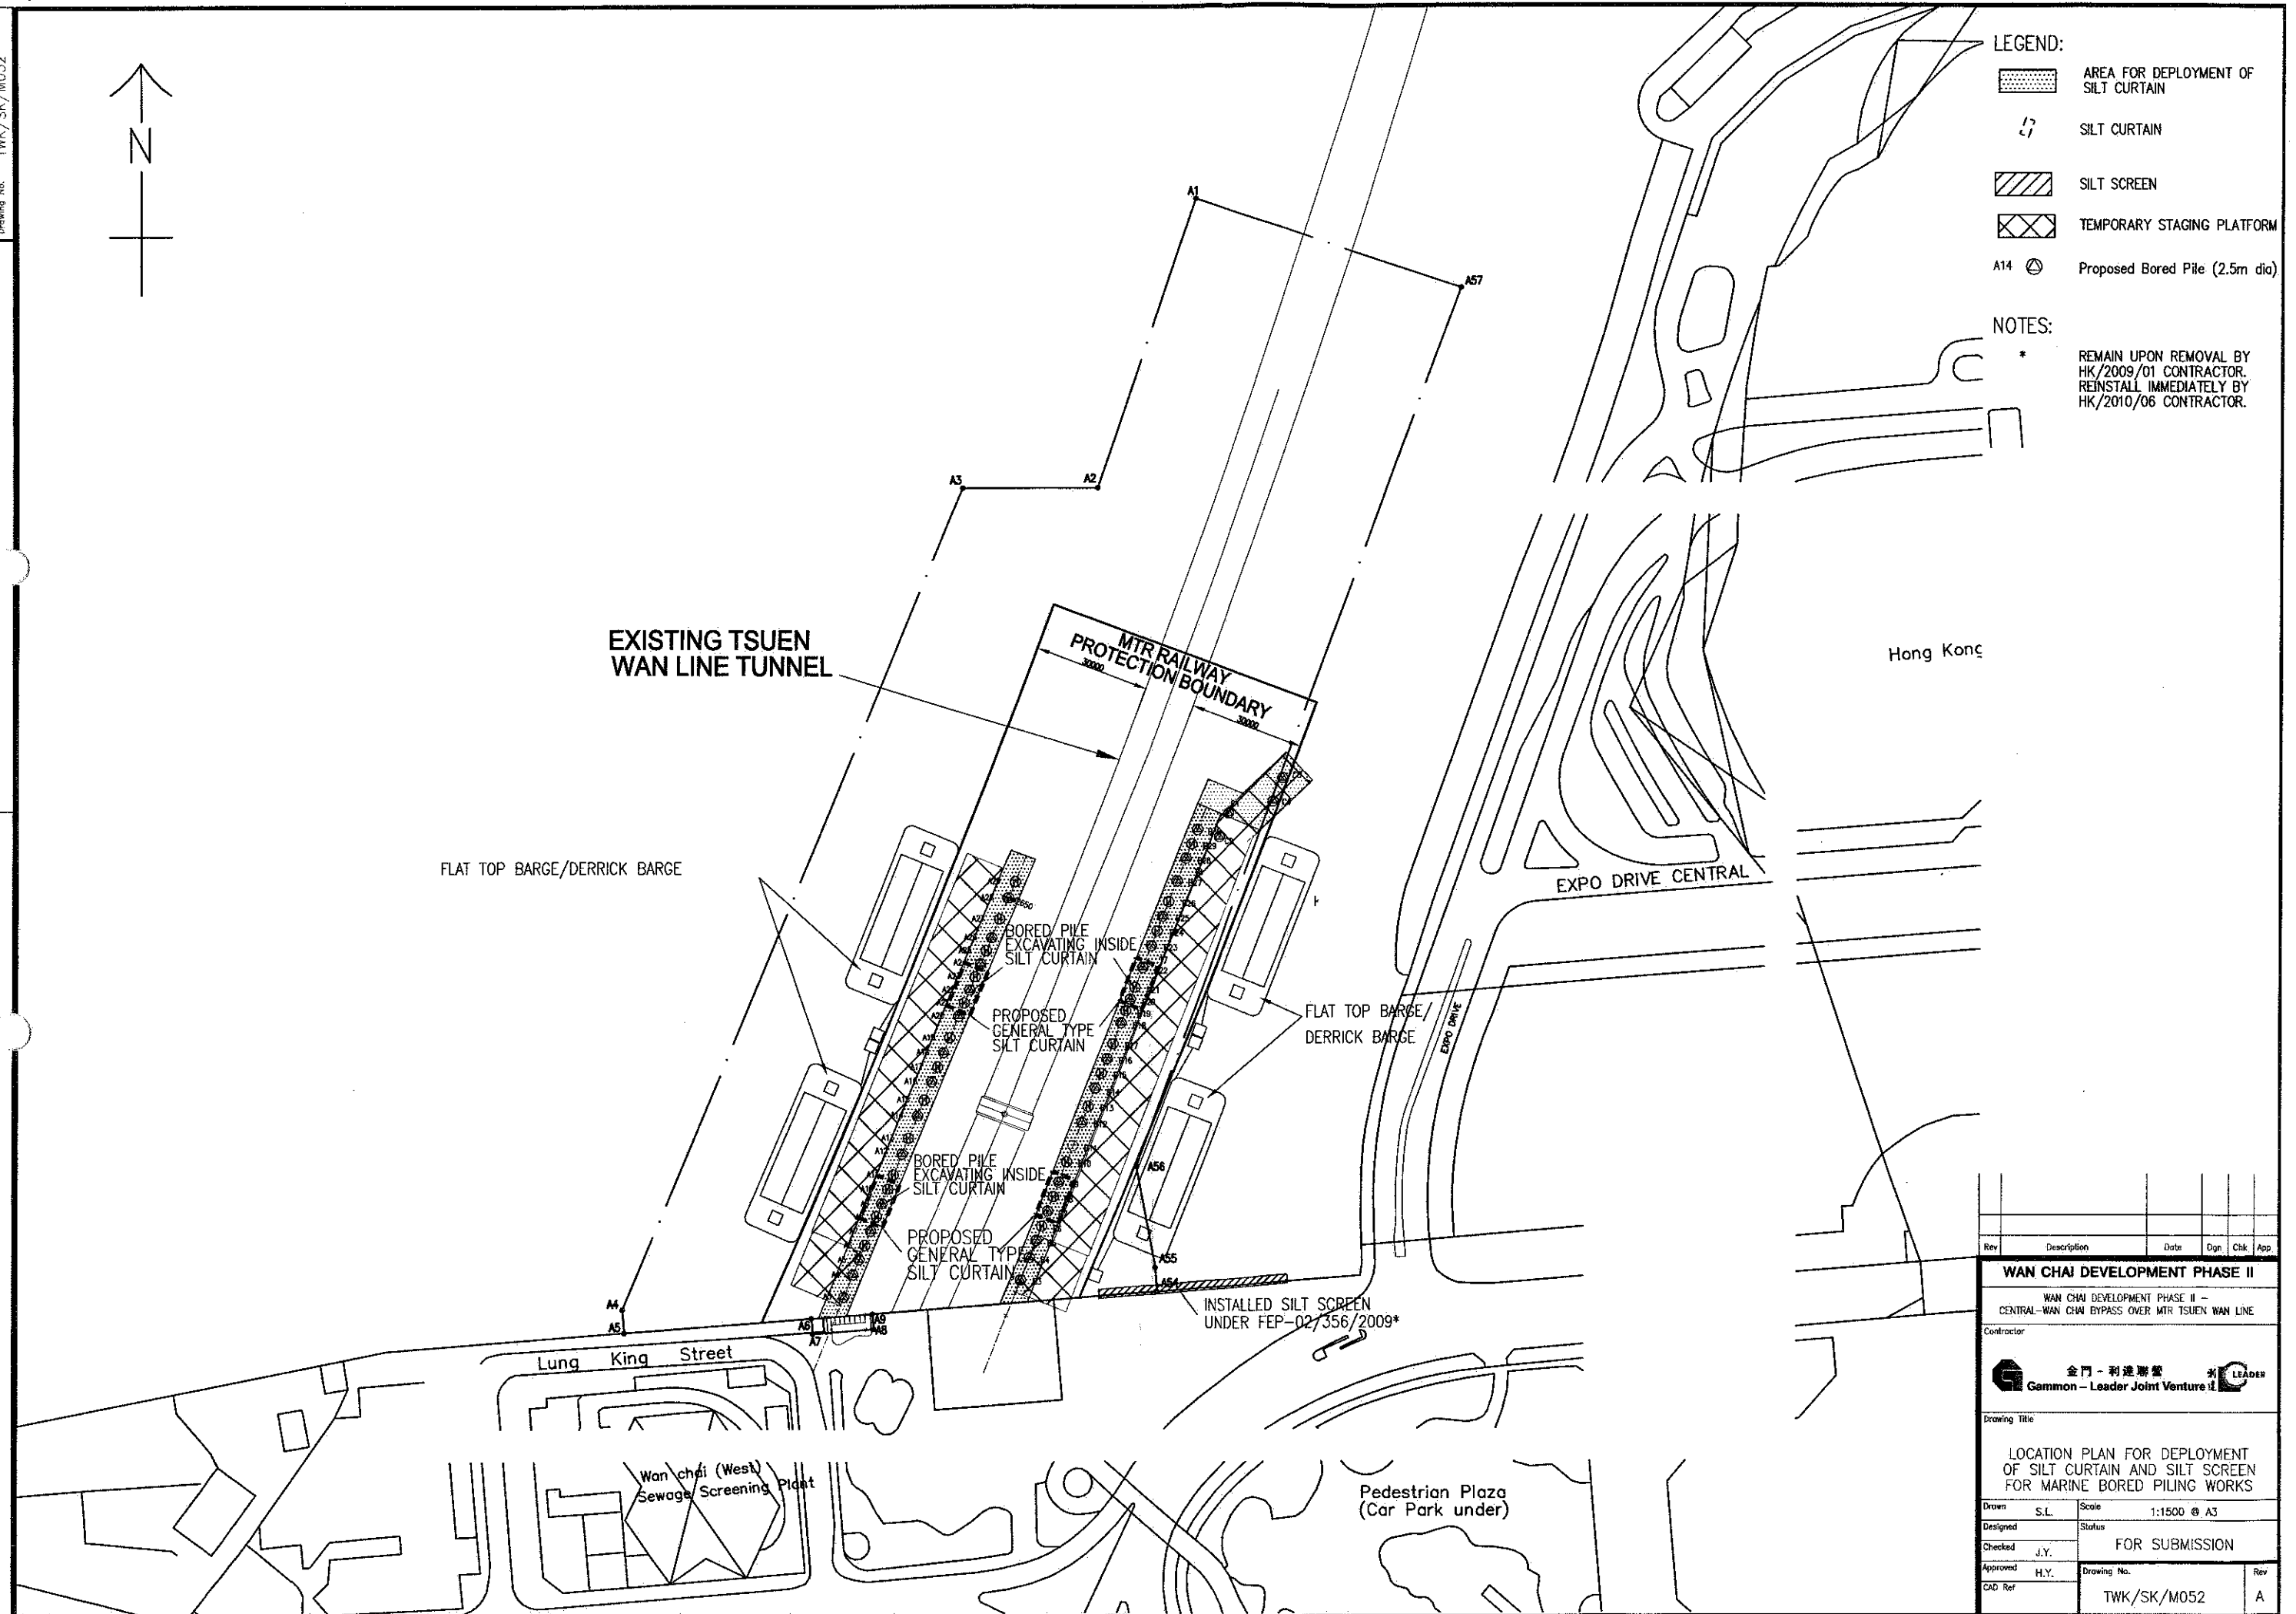 Drawing No. TWK/SK/M052
N
LEGEND:
AREA FOR DEPLOYMENT OF
SILT CURTAIN
SILT CURTAIN
SILT SCREEN
TEMPORARY STAGING PLATFORM
A14 Proposed Bored Pile (2.5m dia)
NOTES:
* REMAIN UPON REMOVAL BY
HK/2009/01 CONTRACTOR.
REINSTALL IMMEDIATELY BY
HK/2010/06 CONTRACTOR.
A1
A57
A3
A2
EXISTING TSUEN
WAN LINE TUNNEL
MTR RAILWAY
PROTECTION BOUNDARY
30000
30000
Hong Kong
FLAT TOP BARGE/DERRICK BARGE
EXPO DRIVE CENTRAL
BORED PILE
EXCAVATING INSIDE
SILT CURTAIN
PROPOSED
GENERAL TYPE
SILT CURTAIN
FLAT TOP BARGE/
DERRICK BARGE
EXPO DRIVE
BORED PILE
EXCAVATING INSIDE
SILT CURTAIN
A56
PROPOSED
GENERAL TYPE
SILT CURTAIN
A55
A54
INSTALLED SILT SCREEN
UNDER FEP-02/356/2009*
A4
A5
A6
A7
A9
A8
Lung King Street
Wan chai (West)
Sewage Screening Plant
Pedestrian Plaza
(Car Park under)
Rev Description Date Dgn Chk App
WAN CHAI DEVELOPMENT PHASE II
WAN CHAI DEVELOPMENT PHASE II –
CENTRAL-WAN CHAI BYPASS OVER MTR TSUEN WAN LINE
Contractor
金門 - 利達聯營
Gammon – Leader Joint Venture
利達 LEADER
Drawing Title
LOCATION PLAN FOR DEPLOYMENT
OF SILT CURTAIN AND SILT SCREEN
FOR MARINE BORED PILING WORKS
Drawn S.L. Scale 1:1500 @ A3
Designed Status
FOR SUBMISSION
Checked J.Y.
Approved H.Y. Drawing No. Rev
CAD Ref TWK/SK/M052 A